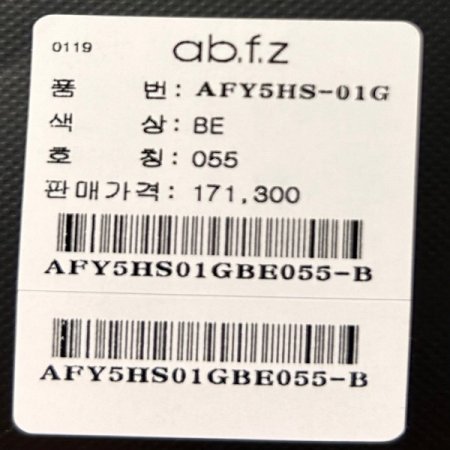 0119 ab.f.z
품 번: AFY5HS-01G
색 상: BE
호 칭: 055
판매가격: 171,300
AFY5HS01GBE055-B
AFY5HS01GBE055-B